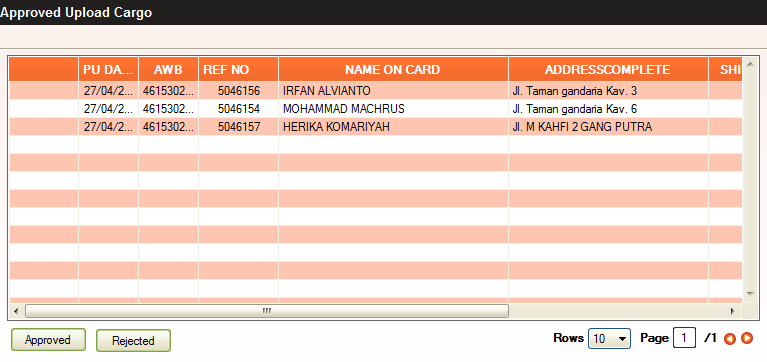 Approved Upload Cargo
PU DA... AWB REF NO NAME ON CARD ADDRESSCOMPLETE SHI
27/04/2... 4615302... 5046156 IRFAN ALVIANTO Jl. Taman gandaria Kav. 3
27/04/2... 4615302... 5046154 MOHAMMAD MACHRUS Jl. Taman gandaria Kav. 6
27/04/2... 4615302... 5046157 HERIKA KOMARIYAH Jl. M KAHFI 2 GANG PUTRA
Approved Rejected Rows 10 Page 1 /1